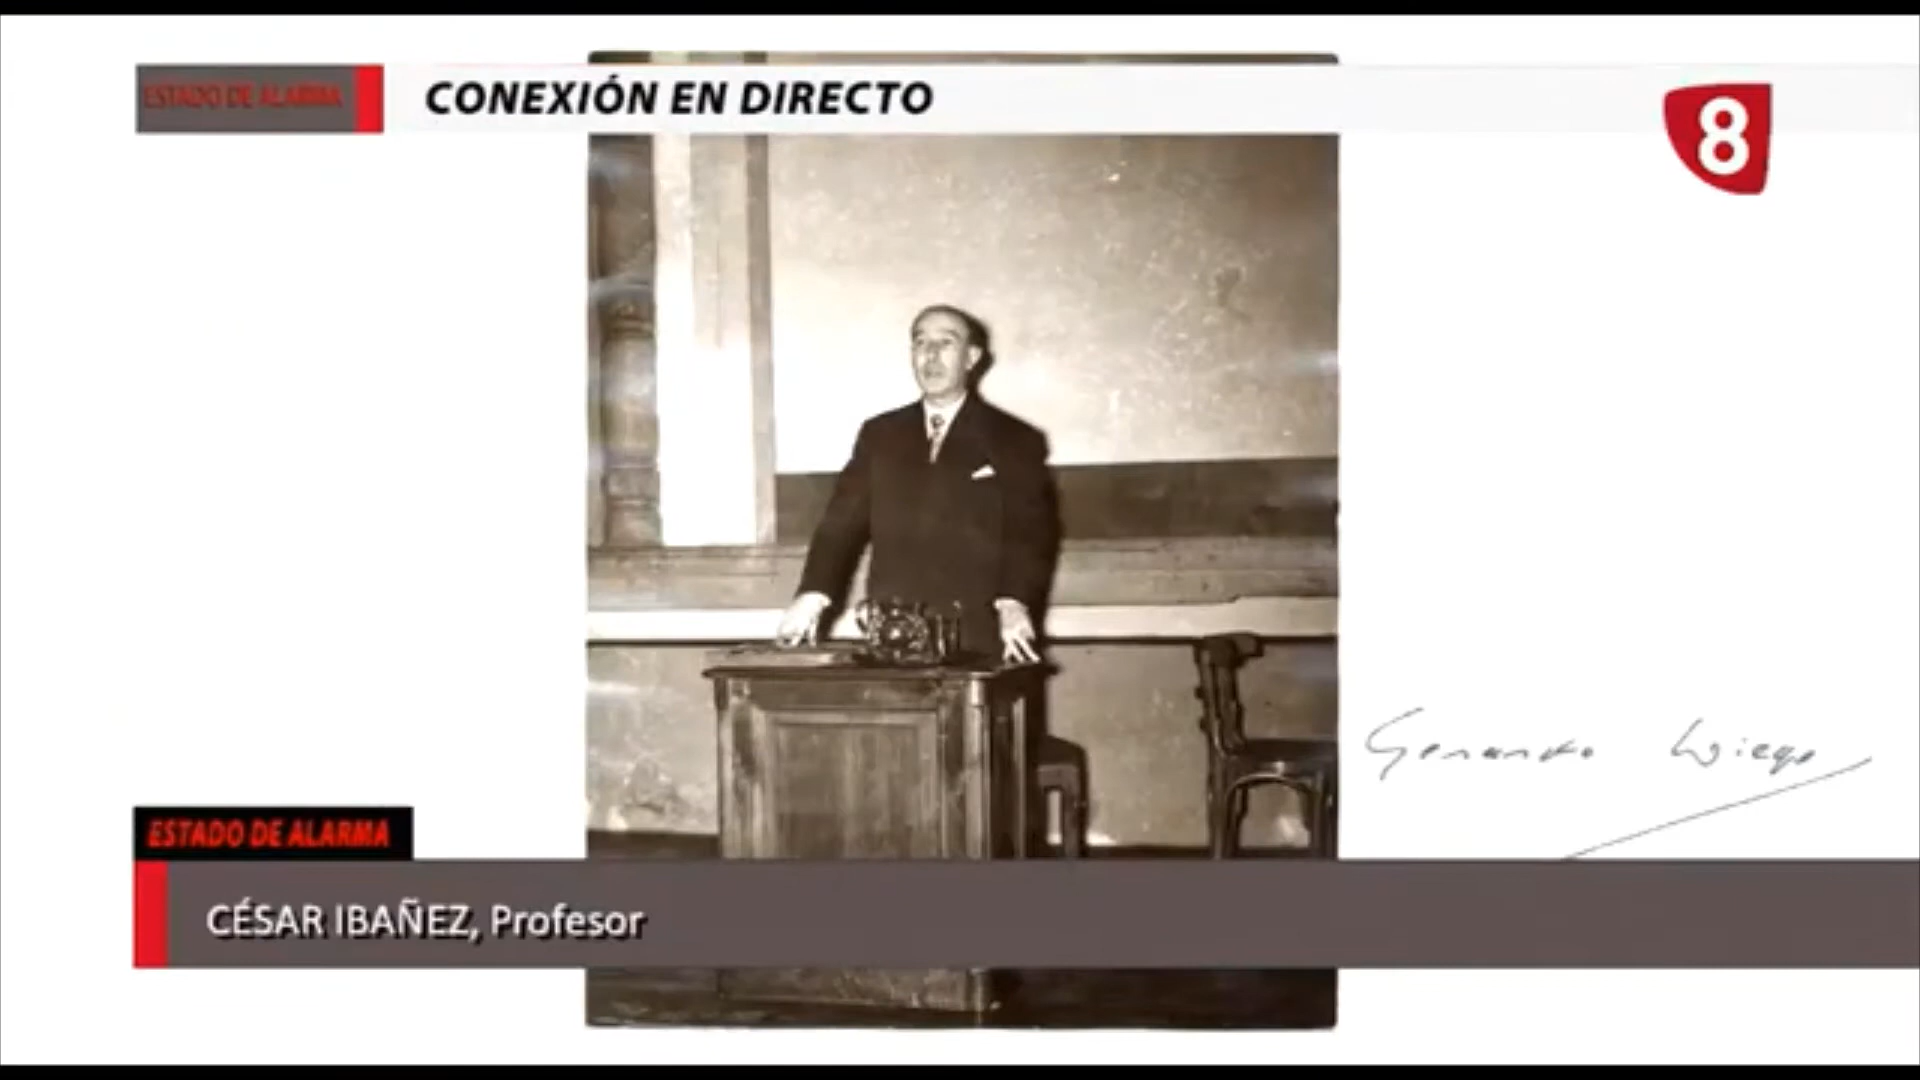 ESTADO DE ALARMA
CONEXIÓN EN DIRECTO
8
Gerardo Diego
ESTADO DE ALARMA
CÉSAR IBAÑEZ, Profesor